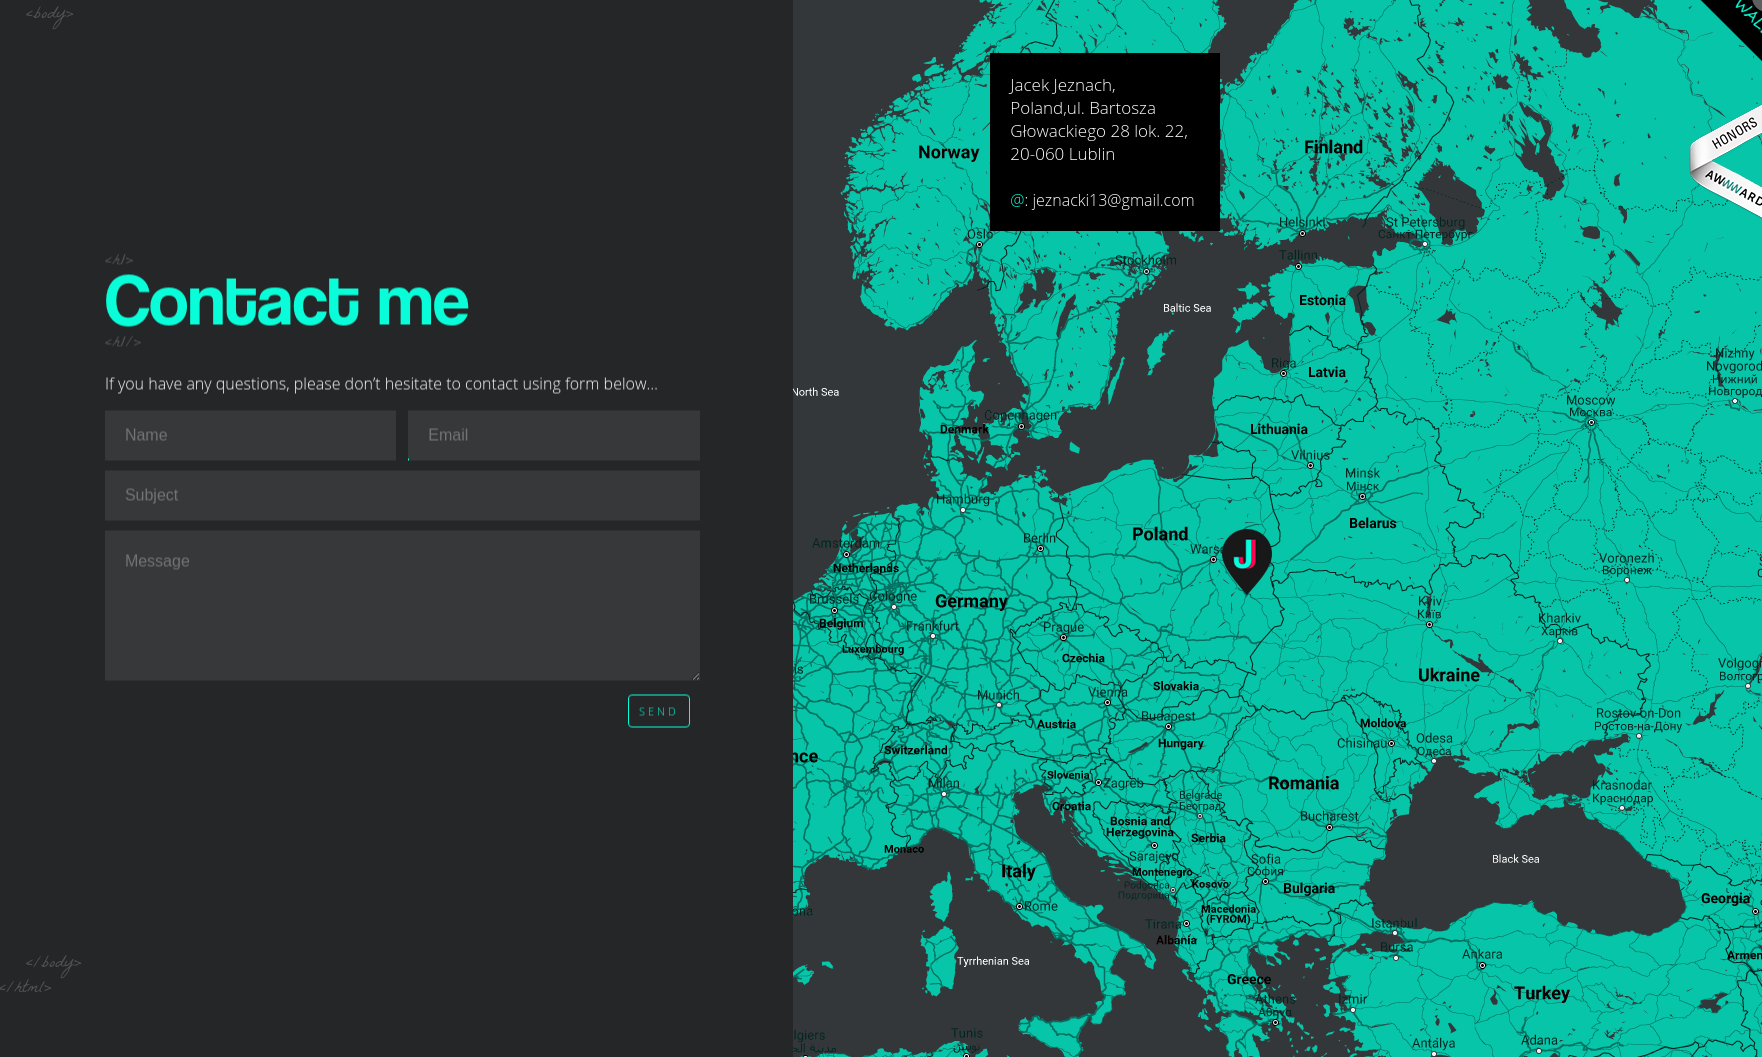 <body>
<h1>
Contact me
<h1/>
If you have any questions, please don't hesitate to contact using form below...
Name
Email
Subject
Message
SEND
</body>
</html>
Jacek Jeznach,
Poland,ul. Bartosza
Głowackiego 28 lok. 22,
20-060 Lublin
@: jeznacki13@gmail.com
HONORS
Norway
Finland
Oslo
Stockholm
Helsinki
St Petersburg
Санкт-Петербург
Tallinn
Baltic Sea
Estonia
North Sea
Riga
Latvia
Nizhny
Novgorod
Нижний
Новгород
Moscow
Москва
Copenhagen
Denmark
Lithuania
Vilnius
Minsk
Мінск
Hamburg
Belarus
Poland
Berlin
Amsterdam
Netherlands
Voronezh
Воронеж
Brussels
Cologne
Germany
Kyiv
Київ
Belgium
Frankfurt
Prague
Kharkiv
Харків
Luxembourg
Czechia
Ukraine
Slovakia
Munich
Vienna
Budapest
Austria
Moldova
Rostov-on-Don
Ростов-на-Дону
Switzerland
Hungary
Chisinau
Odesa
Одеса
Slovenia
Zagreb
Milan
Romania
Krasnodar
Краснодар
Croatia
Belgrade
Београд
Bosnia and
Herzegovina
Serbia
Bucharest
Monaco
Sarajevo
Sofia
София
Black Sea
Italy
Montenegro
Podgorica
Подгорица
Kosovo
Bulgaria
Rome
Macedonia
(FYROM)
Georgia
Tirana
Albania
Istanbul
Bursa
Ankara
Tyrrhenian Sea
Greece
Athens
Αθήνα
Izmir
Turkey
Tunis
تونس
Antalya
Adana